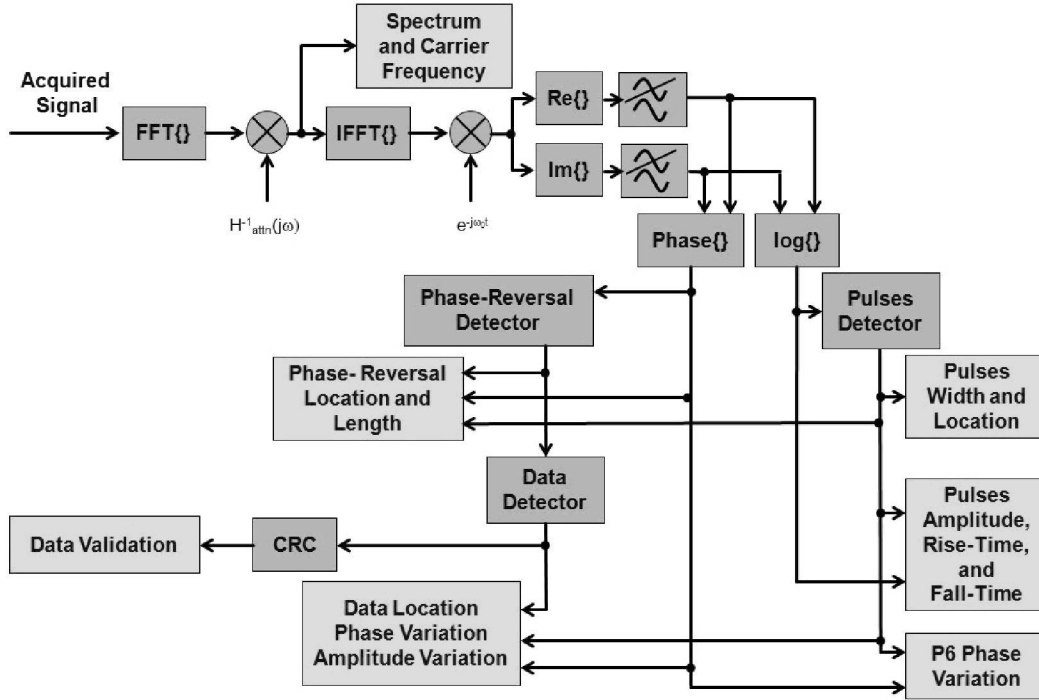 Spectrum
and Carrier
Frequency
Acquired
Signal
FFT{}
IFFT{}
Re{}
Im{}
H⁻¹attn(jω)
e^-jω₀t
Phase{}
log{}
Phase-Reversal
Detector
Pulses
Detector
Phase- Reversal
Location and
Length
Pulses
Width and
Location
Data
Detector
Pulses
Amplitude,
Rise-Time,
and
Fall-Time
Data Validation
CRC
Data Location
Phase Variation
Amplitude Variation
P6 Phase
Variation